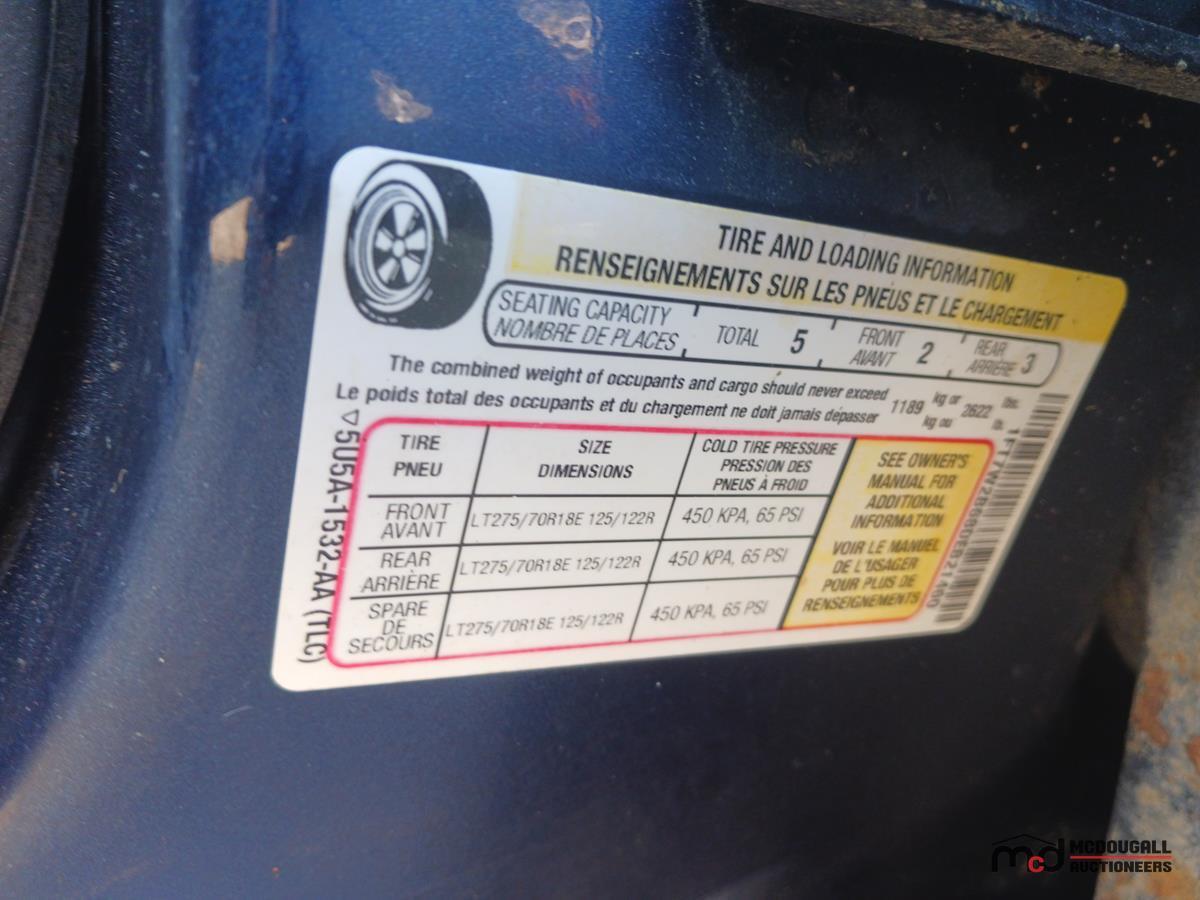 TIRE AND LOADING INFORMATION
RENSEIGNEMENTS SUR LES PNEUS ET LE CHARGEMENT
SEATING CAPACITY
NOMBRE DE PLACES
TOTAL 5
FRONT
AVANT 2
REAR
ARRIÈRE 3
The combined weight of occupants and cargo should never exceed 1189 kg or 2622 lbs.
Le poids total des occupants et du chargement ne doit jamais dépasser kg ou lb.
TIRE
PNEU
SIZE
DIMENSIONS
COLD TIRE PRESSURE
PRESSION DES
PNEUS À FROID
FRONT
AVANT
LT275/70R18E 125/122R
450 KPA, 65 PSI
REAR
ARRIÈRE
LT275/70R18E 125/122R
450 KPA, 65 PSI
SPARE
DE
SECOURS
LT275/70R18E 125/122R
450 KPA, 65 PSI
SEE OWNER'S
MANUAL FOR
ADDITIONAL
INFORMATION
VOIR LE MANUEL
DE L'USAGER
POUR PLUS DE
RENSEIGNEMENTS
5U5A-1532-AA (TLC)
mcd MCDOUGALL
AUCTIONEERS